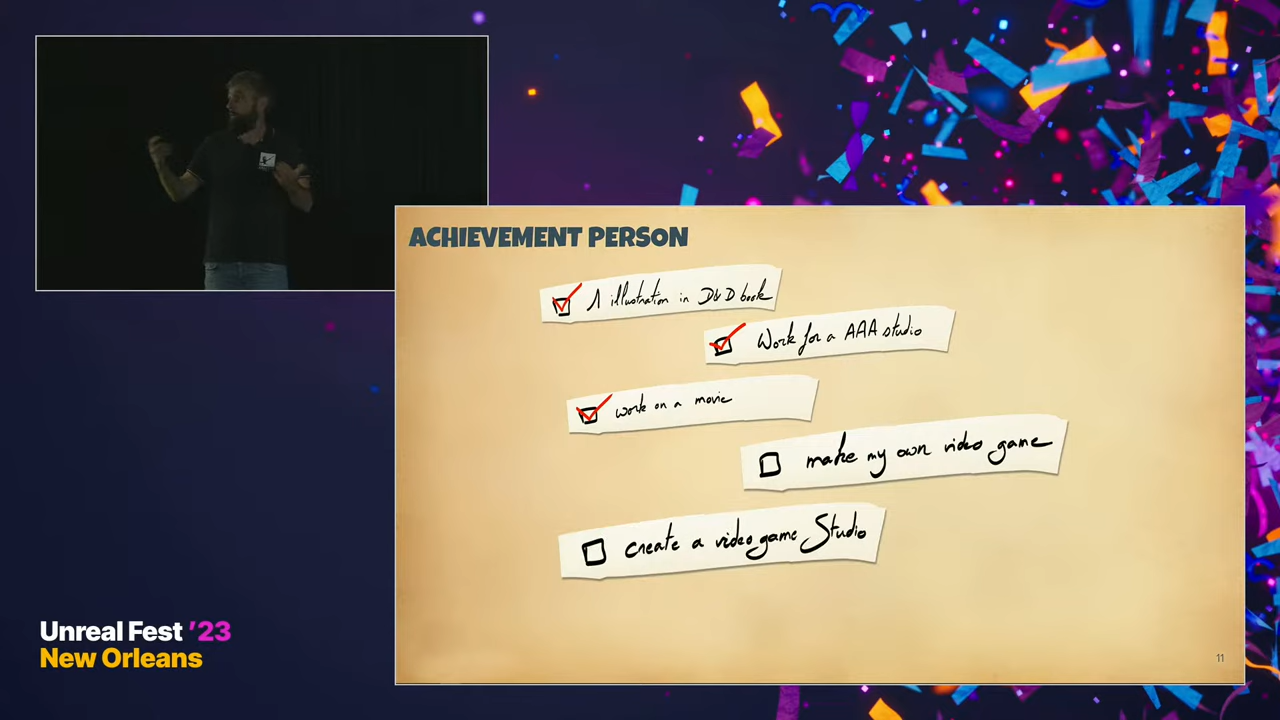 ACHIEVEMENT PERSON
1 illustration in D&D book
Work for a AAA studio
work on a movie
make my own video game
create a video game Studio
11
Unreal Fest '23
New Orleans